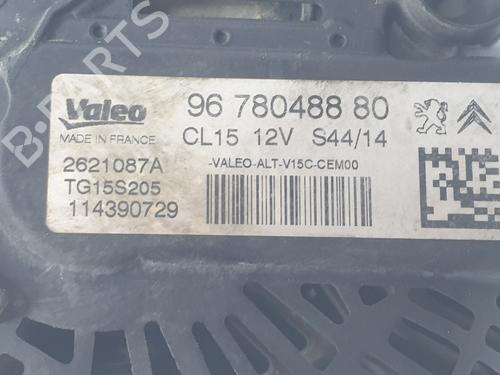 Valeo
96 780488 80
MADE IN FRANCE
CL15 12V S44/14
2621087A
-VALEO-ALT-V15C-CEM00
TG15S205
114390729
B-PARTS